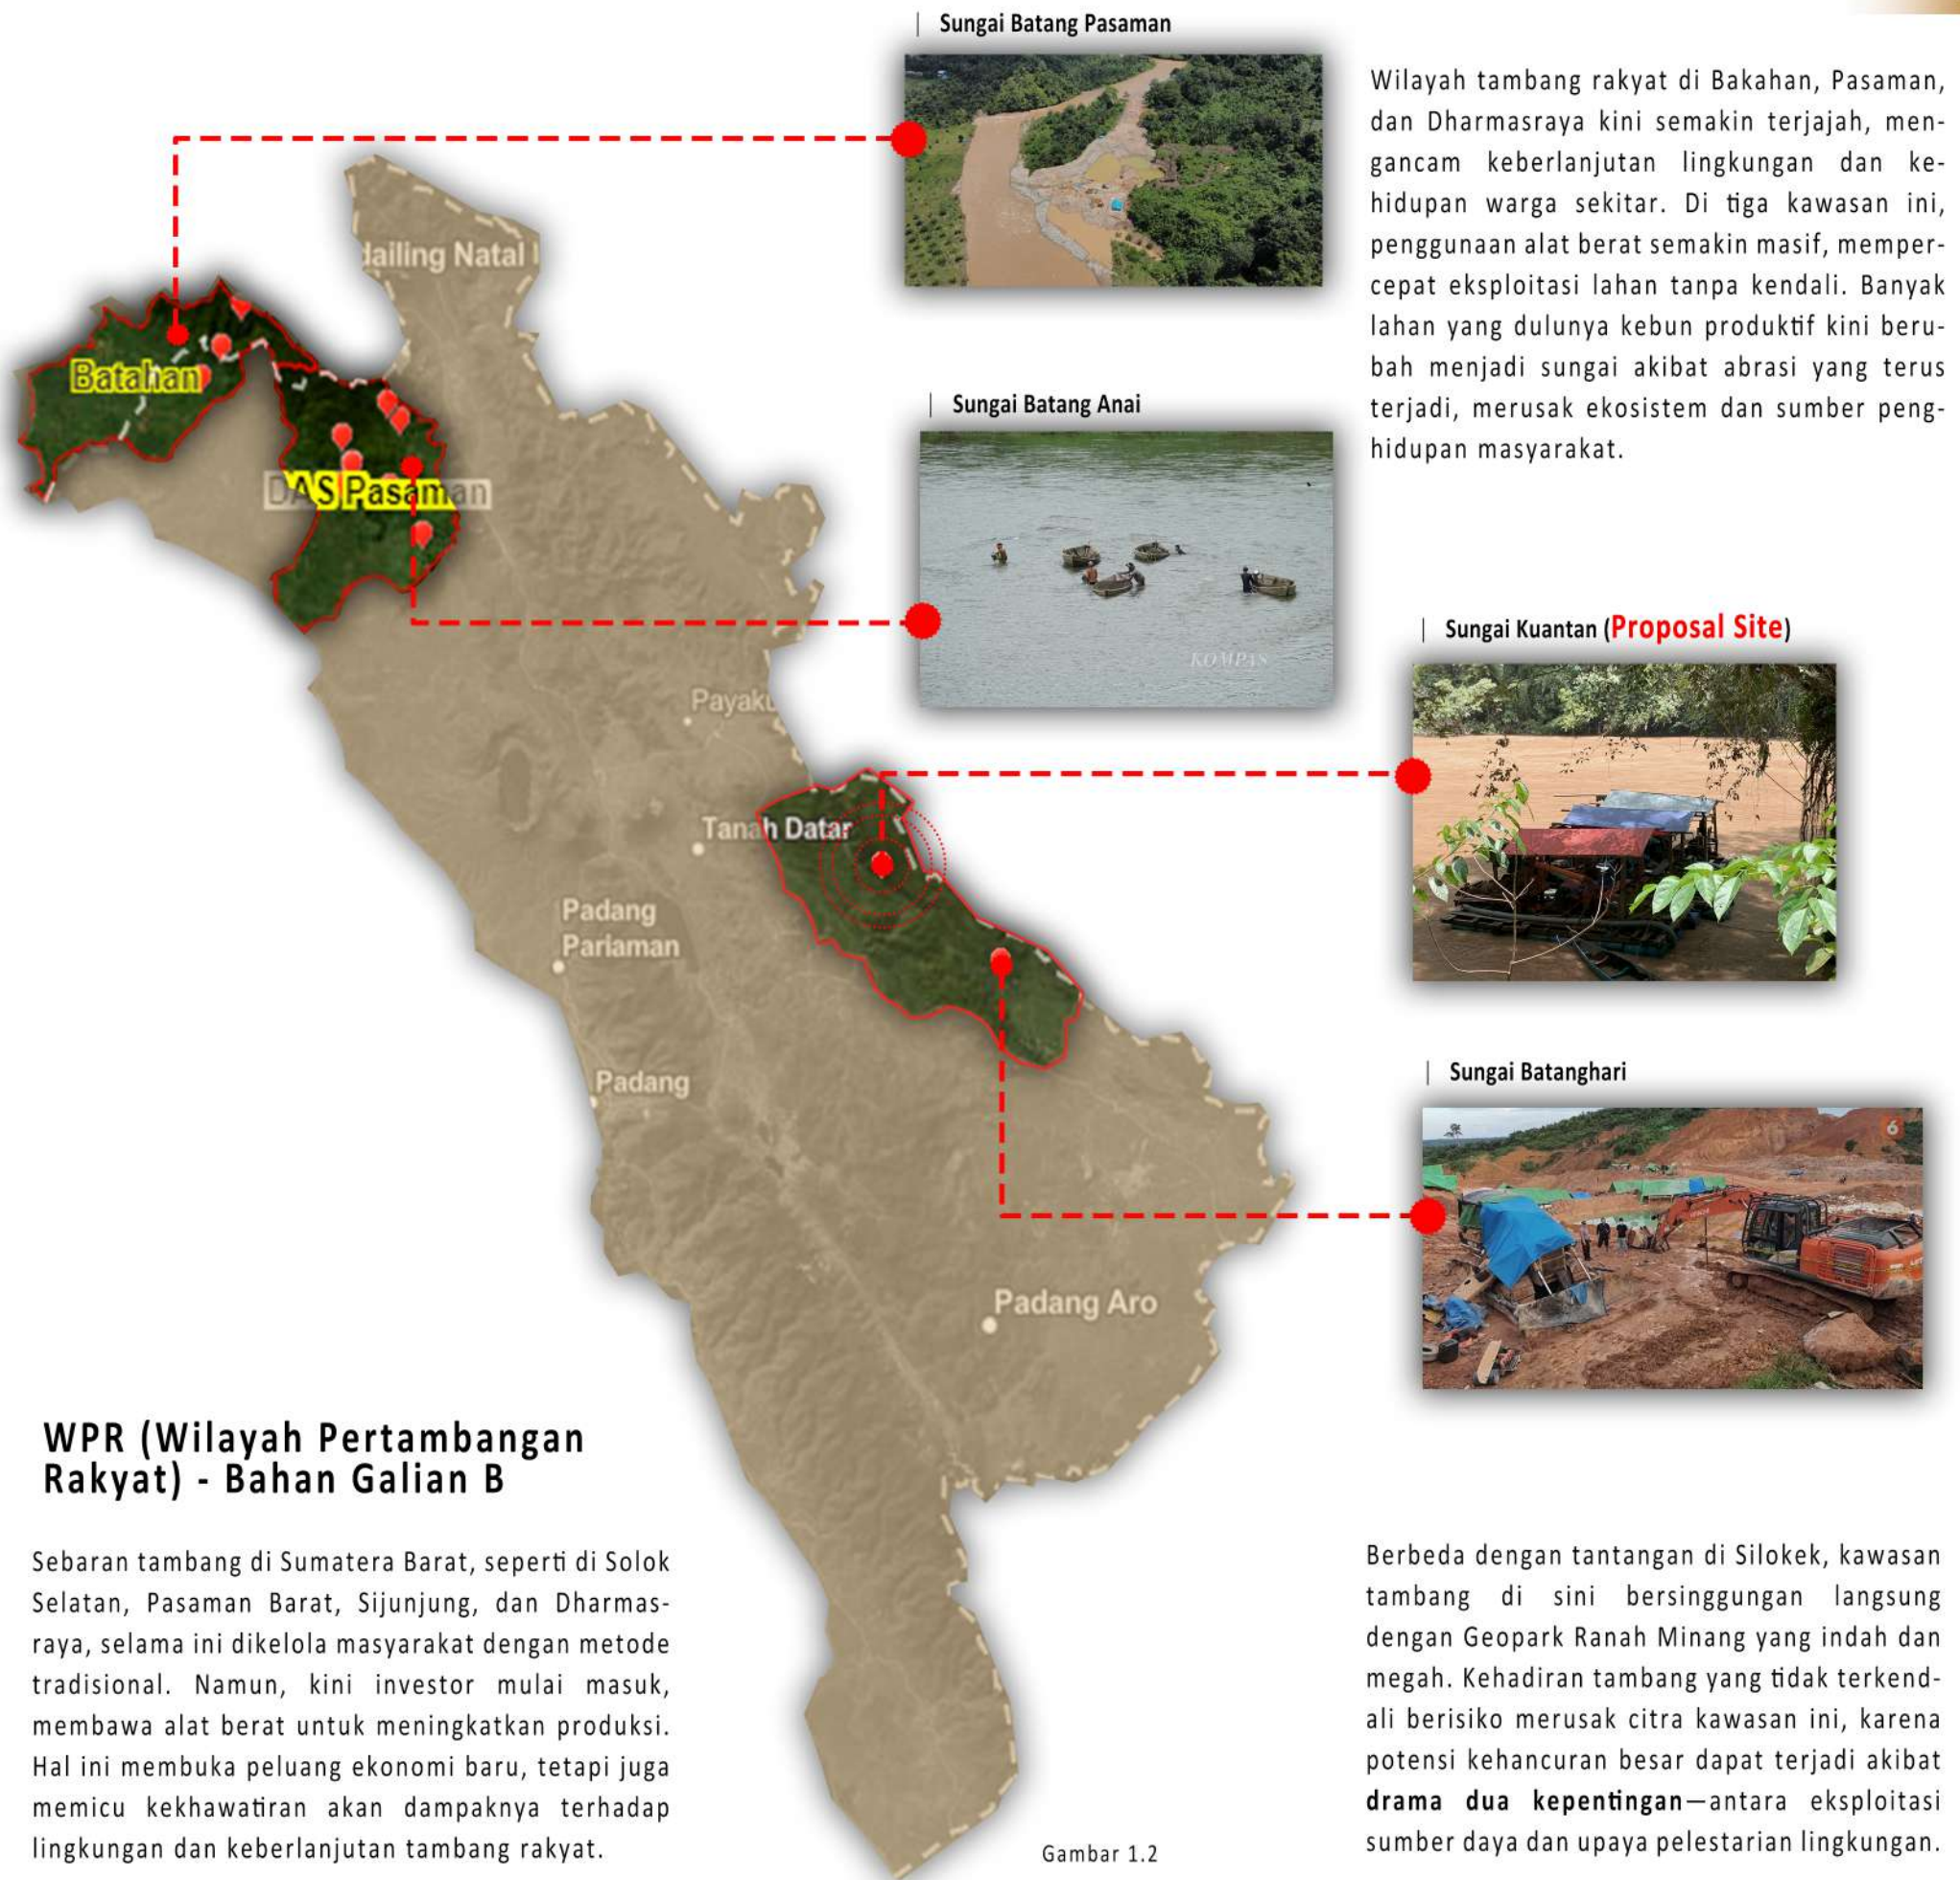 Sungai Batang Pasaman
Wilayah tambang rakyat di Bakahan, Pasaman,
dan Dharmasraya kini semakin terjajah, men-
gancam keberlanjutan lingkungan dan ke-
hidupan warga sekitar. Di tiga kawasan ini,
penggunaan alat berat semakin masif, memper-
cepat eksploitasi lahan tanpa kendali. Banyak
lahan yang dulunya kebun produktif kini beru-
bah menjadi sungai akibat abrasi yang terus
terjadi, merusak ekosistem dan sumber peng-
hidupan masyarakat.
dailing Natal
Batahan
DAS Pasaman
Sungai Batang Anai
KOMPAS
Sungai Kuantan (Proposal Site)
Payaku
Tanah Datar
Padang
Pariaman
Padang
Sungai Batanghari
6
Padang Aro
WPR (Wilayah Pertambangan
Rakyat) - Bahan Galian B
Sebaran tambang di Sumatera Barat, seperti di Solok
Selatan, Pasaman Barat, Sijunjung, dan Dharmas-
raya, selama ini dikelola masyarakat dengan metode
tradisional. Namun, kini investor mulai masuk,
membawa alat berat untuk meningkatkan produksi.
Hal ini membuka peluang ekonomi baru, tetapi juga
memicu kekhawatiran akan dampaknya terhadap
lingkungan dan keberlanjutan tambang rakyat.
Gambar 1.2
Berbeda dengan tantangan di Silokek, kawasan
tambang di sini bersinggungan langsung
dengan Geopark Ranah Minang yang indah dan
megah. Kehadiran tambang yang tidak terkend-
ali berisiko merusak citra kawasan ini, karena
potensi kehancuran besar dapat terjadi akibat
drama dua kepentingan—antara eksploitasi
sumber daya dan upaya pelestarian lingkungan.